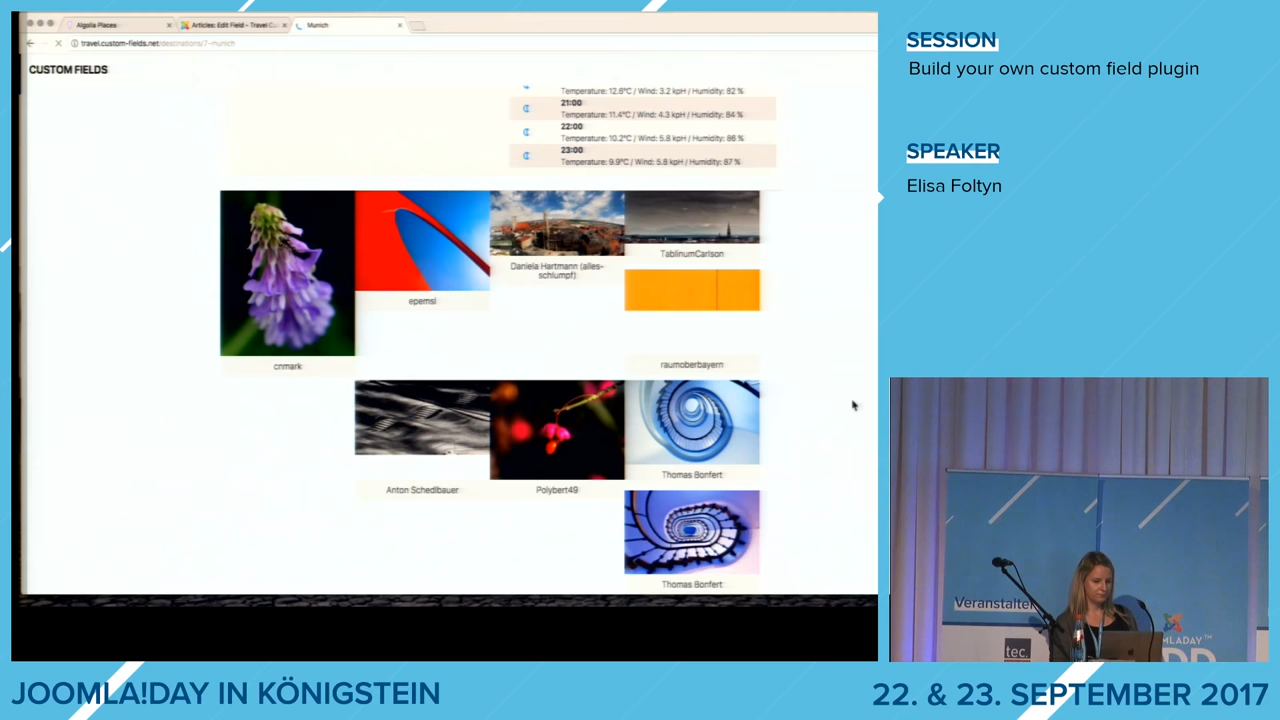 Algolia Places
Articles: Edit Field - Travel Cu
Munich
travel.custom-fields.net/destinations/7-munich
CUSTOM FIELDS
Temperature: 12.6°C / Wind: 3.2 kpH / Humidity: 82 %
21:00
Temperature: 11.4°C / Wind: 4.3 kpH / Humidity: 84 %
22:00
Temperature: 10.2°C / Wind: 5.8 kpH / Humidity: 86 %
23:00
Temperature: 9.9°C / Wind: 5.8 kpH / Humidity: 87 %
TablinumCarlson
Daniela Hartmann (alles-
schlumpf)
epemsl
cnmark
raumoberbayern
Thomas Bonfert
Anton Schedlbauer
Polybert49
Thomas Bonfert
SESSION
Build your own custom field plugin
SPEAKER
Elisa Foltyn
Veranstalter
tec.
MLADAY™
JOOMLA!DAY IN KÖNIGSTEIN
22. & 23. SEPTEMBER 2017